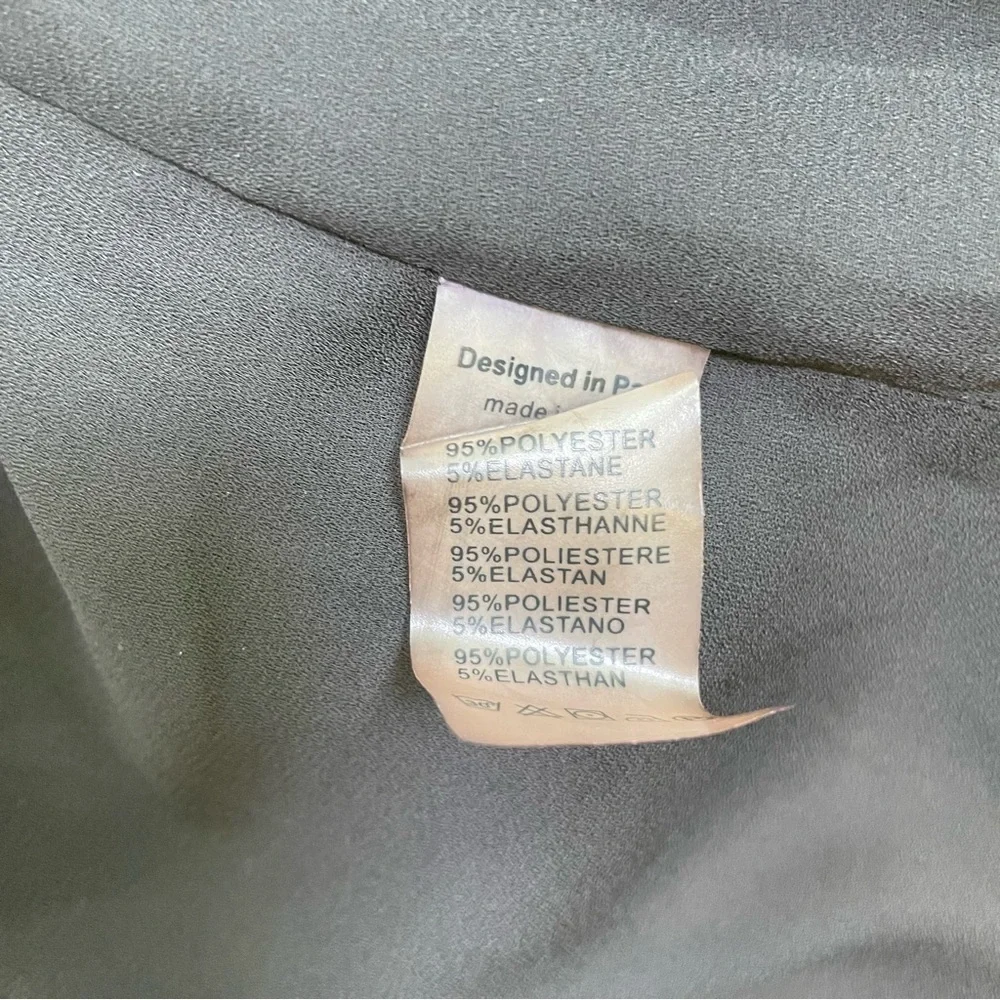 Designed in
made
95%POLYESTER
5%ELASTANE
95%POLYESTER
5%ELASTHANNE
95%POLIESTERE
5%ELASTAN
95%POLIESTER
5%ELASTANO
95%POLYESTER
5%ELASTHAN
30°